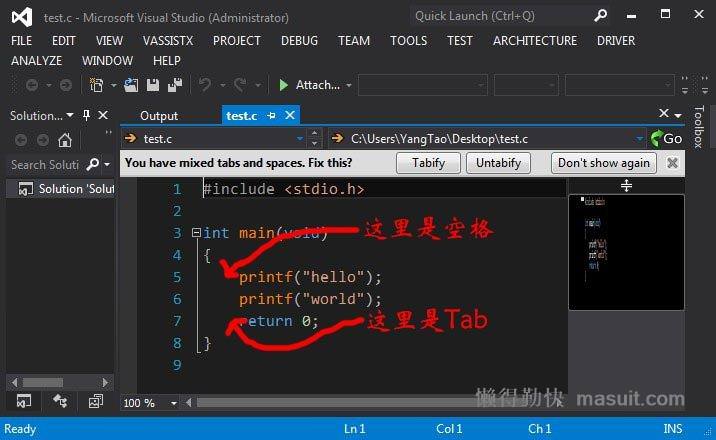 test.c - Microsoft Visual Studio (Administrator)
Quick Launch (Ctrl+Q)
FILE EDIT VIEW VASSISTX PROJECT DEBUG TEAM TOOLS TEST ARCHITECTURE DRIVER
ANALYZE WINDOW HELP
Attach...
Solution...
Output
test.c
Toolbox
test.c
C:\Users\YangTao\Desktop\test.c
Go
Search Soluti
You have mixed tabs and spaces. Fix this?
Tabify
Untabify
Don't show again
Solution 'Solu
1 #include <stdio.h>
2
3 int main(void)
这里是空格
4 {
5 printf("hello");
6 printf("world");
7 return 0;
这里是Tab
8 }
9
100 %
懒得勤快 masuit.com
Ln 1
Col 1
Ch 1
INS